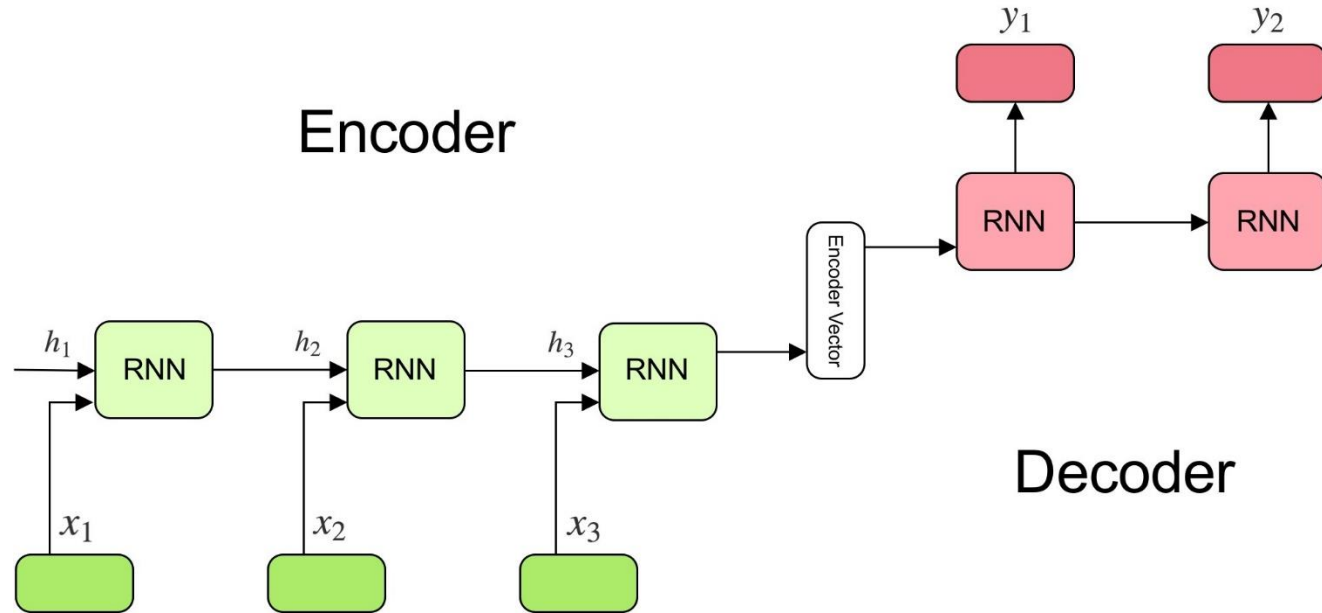 y₁
y₂
Encoder
RNN
RNN
Encoder Vector
h₁
RNN
h₂
RNN
h₃
RNN
Decoder
x₁
x₂
x₃